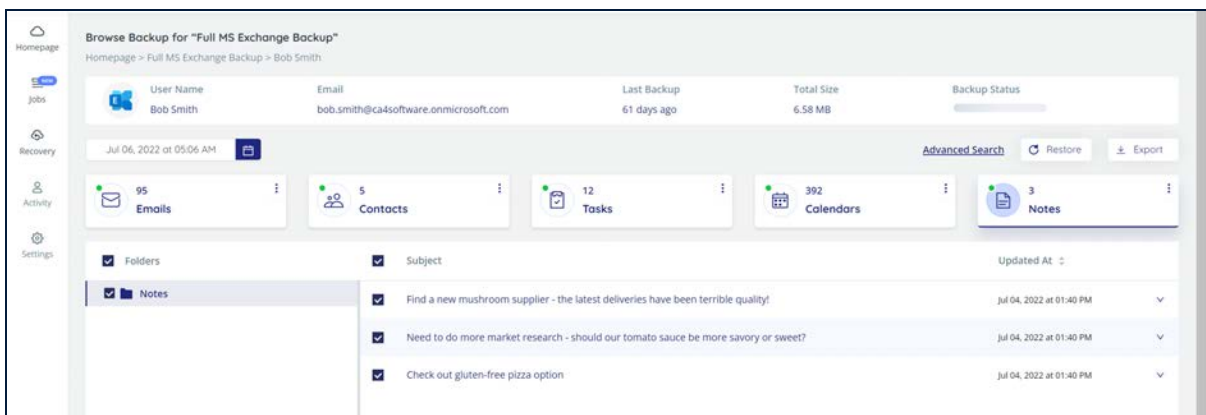 Homepage
Jobs
NEW
Recovery
Activity
Settings
Browse Backup for "Full MS Exchange Backup"
Homepage > Full MS Exchange Backup > Bob Smith
User Name
Bob Smith
Email
bob.smith@ca4software.onmicrosoft.com
Last Backup
61 days ago
Total Size
6.58 MB
Backup Status
Jul 06, 2022 at 05:06 AM
Advanced Search
Restore
Export
95
Emails
5
Contacts
12
Tasks
392
Calendars
3
Notes
Folders
Notes
Subject Updated At
Find a new mushroom supplier - the latest deliveries have been terrible quality! Jul 04, 2022 at 01:40 PM
Need to do more market research - should our tomato sauce be more savory or sweet? Jul 04, 2022 at 01:40 PM
Check out gluten-free pizza option Jul 04, 2022 at 01:40 PM